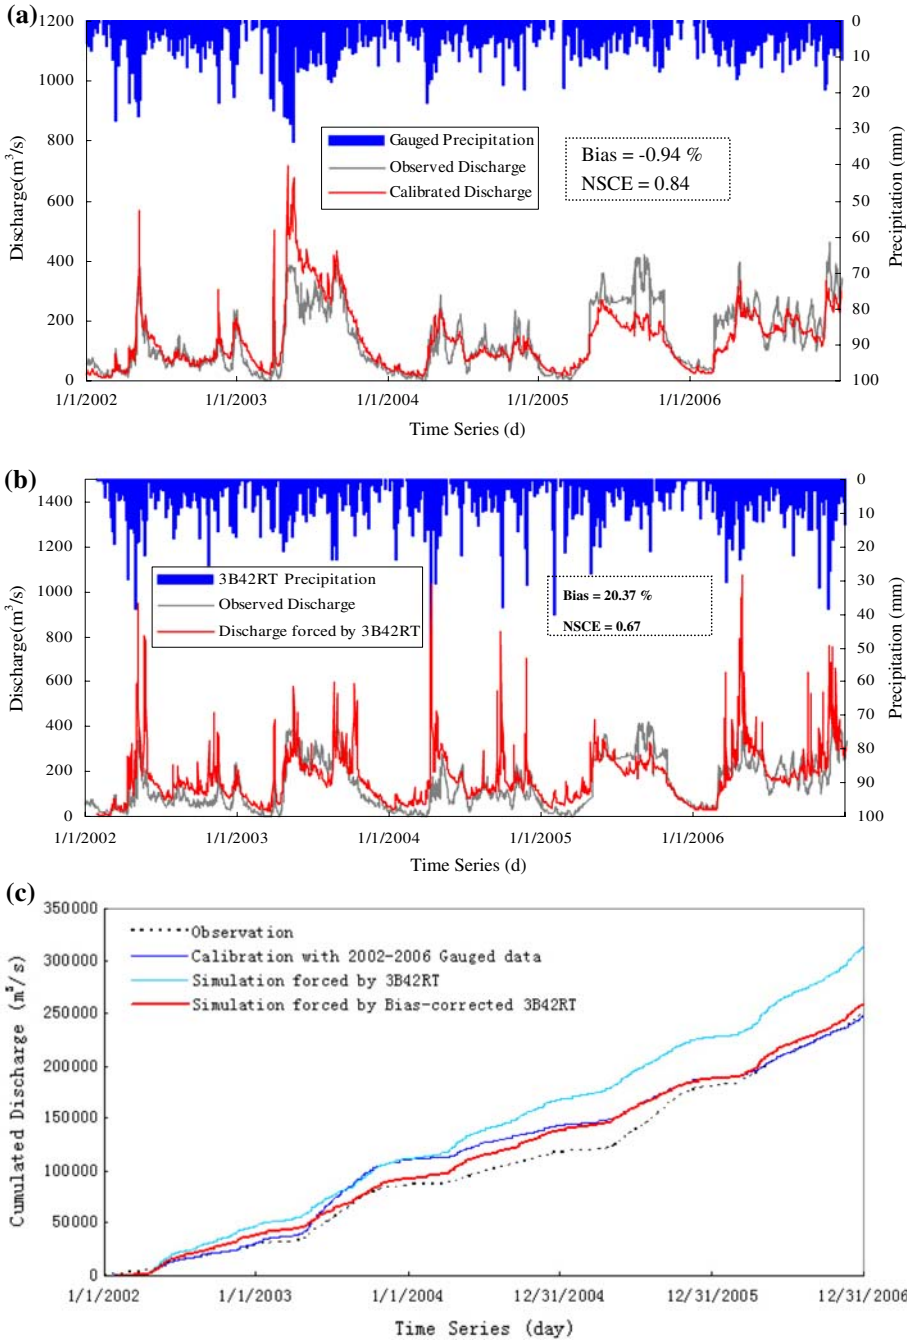 (a)
1200
1000
800
600
400
200
0
Discharge(m³/s)
0
10
20
30
40
50
60
70
80
90
100
Precipitation (mm)
Gauged Precipitation
Observed Discharge
Calibrated Discharge
Bias = -0.94 %
NSCE = 0.84
1/1/2002 1/1/2003 1/1/2004 1/1/2005 1/1/2006
Time Series (d)
(b)
1400
1200
1000
800
600
400
200
0
Discharge(m³/s)
0
10
20
30
40
50
60
70
80
90
100
Precipitation (mm)
3B42RT Precipitation
Observed Discharge
Discharge forced by 3B42RT
Bias = 20.37 %
NSCE = 0.67
1/1/2002 1/1/2003 1/1/2004 1/1/2005 1/1/2006
Time Series (d)
(c)
350000
300000
250000
200000
150000
100000
50000
0
Cumulated Discharge (m³/s)
Observation
Calibration with 2002-2006 Gauged data
Simulation forced by 3B42RT
Simulation forced by Bias-corrected 3B42RT
1/1/2002 1/1/2003 1/1/2004 12/31/2004 12/31/2005 12/31/2006
Time Series (day)